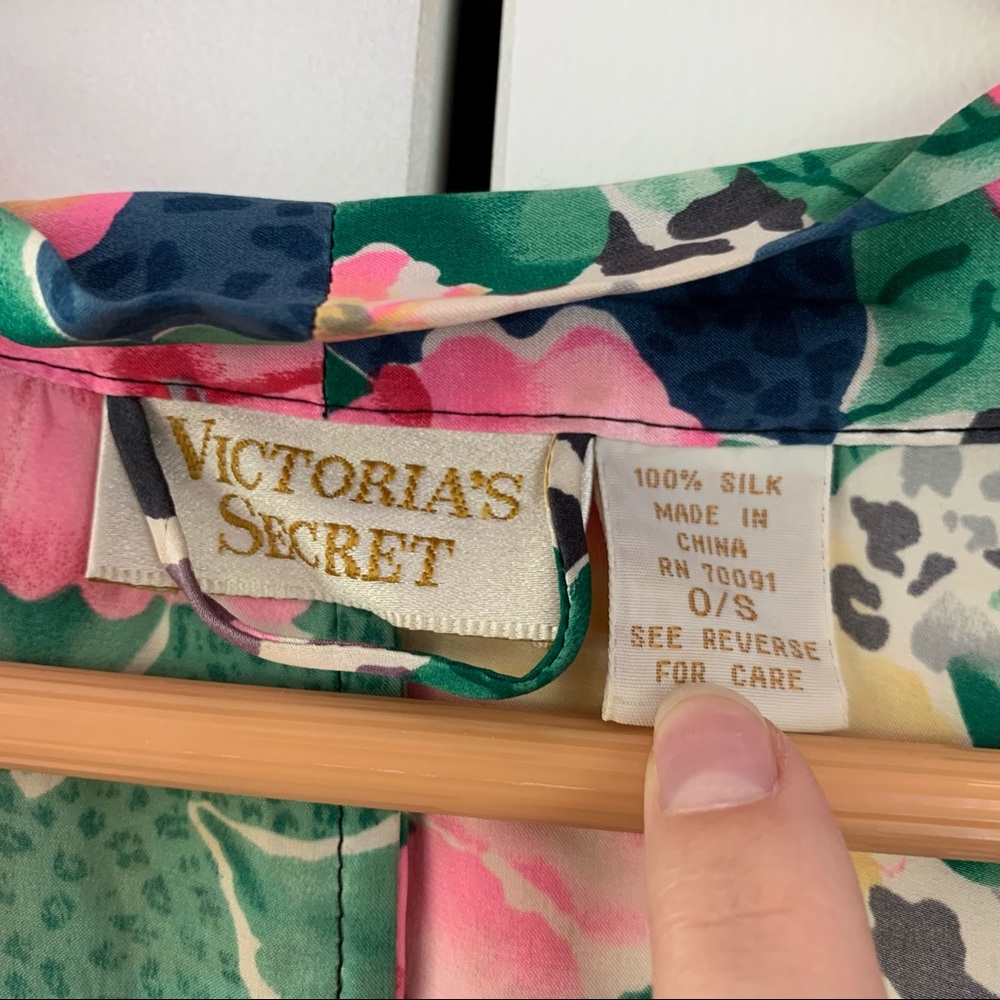 VICTORIA'S
SECRET
100% SILK
MADE IN
CHINA
RN 70091
O/S
SEE REVERSE
FOR CARE